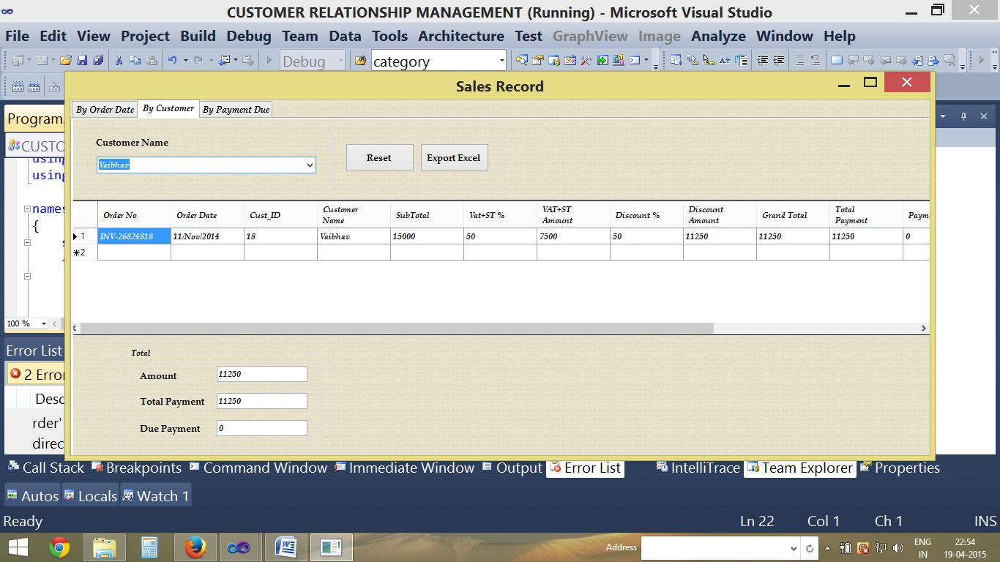 CUSTOMER RELATIONSHIP MANAGEMENT (Running) - Microsoft Visual Studio
File Edit View Project Build Debug Team Data Tools Architecture Test GraphView Image Analyze Window Help
Debug category
Sales Record
By Order Date By Customer By Payment Due
Program.
CUSTO
Customer Name
Vaibhav
Reset Export Excel
using
using
names
{
100 %
Order No Order Date Cust_ID Customer Name SubTotal Vat+ST % VAT+ST Amount Discount % Discount Amount Grand Total Total Payment Paym
1 INV-26824818 11/Nov/2014 18 Vaibhav 15000 50 7500 50 11250 11250 11250 0
2
Error List
2 Error
Desc
rder'
direc
Total
Amount 11250
Total Payment 11250
Due Payment 0
Call Stack Breakpoints Command Window Immediate Window Output Error List IntelliTrace Team Explorer Properties
Autos Locals Watch 1
Ready Ln 22 Col 1 Ch 1 INS
Address ENG 22:54
IN 19-04-2015